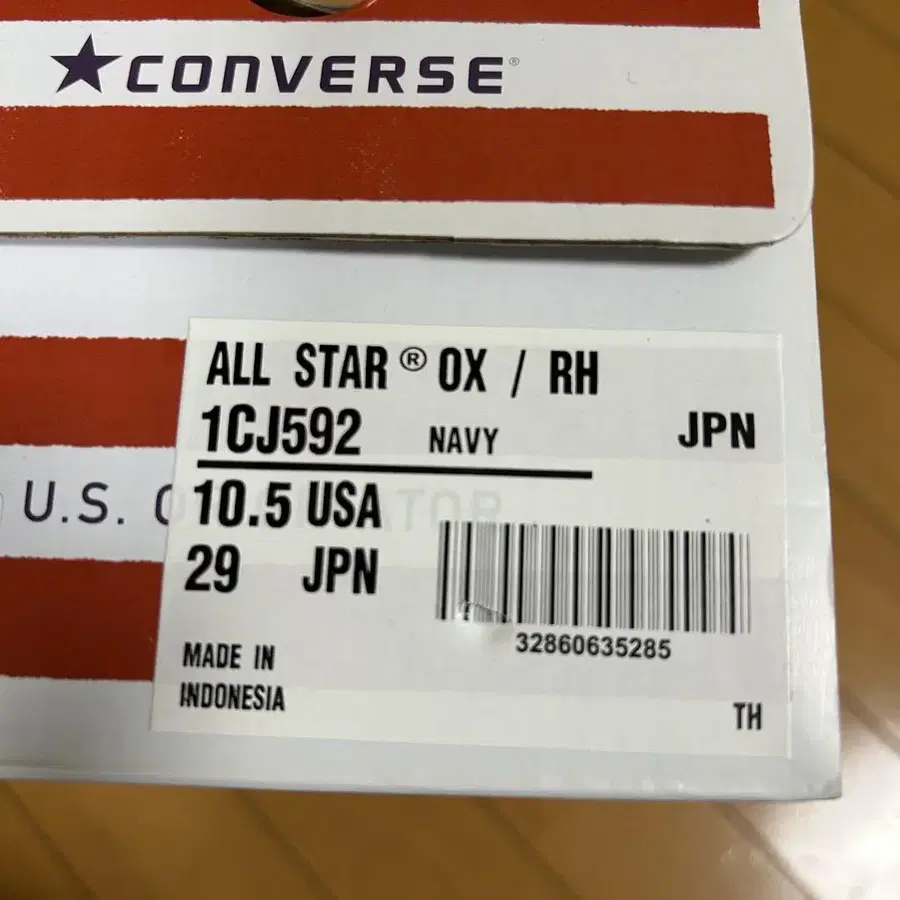 ★CONVERSE®
ALL STAR® OX / RH
1CJ592 NAVY JPN
U.S. O
10.5 USA
29 JPN
32860635285
MADE IN
INDONESIA
TH